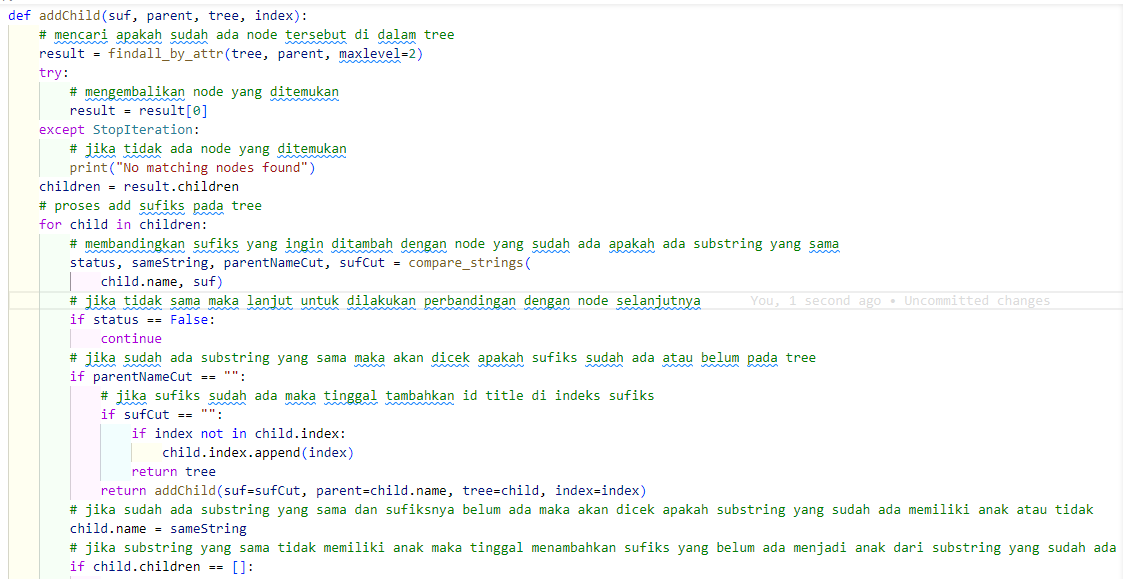 def addChild(suf, parent, tree, index):
    # mencari apakah sudah ada node tersebut di dalam tree
    result = findall_by_attr(tree, parent, maxlevel=2)
    try:
        # mengembalikan node yang ditemukan
        result = result[0]
    except StopIteration:
        # jika tidak ada node yang ditemukan
        print("No matching nodes found")
    children = result.children
    # proses add sufiks pada tree
    for child in children:
        # membandingkan sufiks yang ingin ditambah dengan node yang sudah ada apakah ada substring yang sama
        status, sameString, parentNameCut, sufCut = compare_strings(
            child.name, suf)
        # jika tidak sama maka lanjut untuk dilakukan perbandingan dengan node selanjutnya You, 1 second ago • Uncommitted changes
        if status == False:
            continue
        # jika sudah ada substring yang sama maka akan dicek apakah sufiks sudah ada atau belum pada tree
        if parentNameCut == "":
            # jika sufiks sudah ada maka tinggal tambahkan id title di indeks sufiks
            if sufCut == "":
                if index not in child.index:
                    child.index.append(index)
                return tree
            return addChild(suf=sufCut, parent=child.name, tree=child, index=index)
        # jika sudah ada substring yang sama dan sufiksnya belum ada maka akan dicek apakah substring yang sudah ada memiliki anak atau tidak
        child.name = sameString
        # jika substring yang sama tidak memiliki anak maka tinggal menambahkan sufiks yang belum ada menjadi anak dari substring yang sudah ada
        if child.children == []: